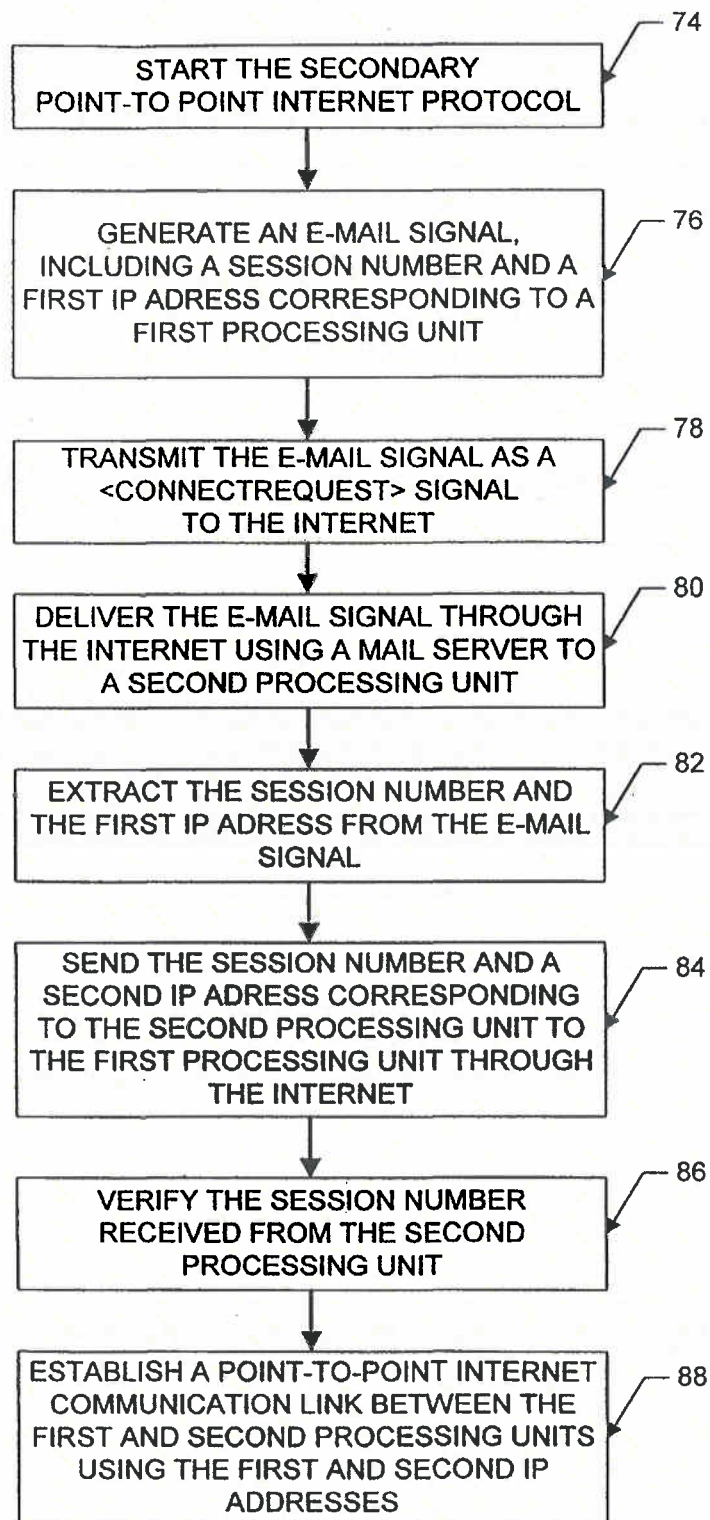 74
START THE SECONDARY
POINT-TO POINT INTERNET PROTOCOL
76
GENERATE AN E-MAIL SIGNAL,
INCLUDING A SESSION NUMBER AND A
FIRST IP ADRESS CORRESPONDING TO A
FIRST PROCESSING UNIT
78
TRANSMIT THE E-MAIL SIGNAL AS A
<CONNECTREQUEST> SIGNAL
TO THE INTERNET
80
DELIVER THE E-MAIL SIGNAL THROUGH
THE INTERNET USING A MAIL SERVER TO
A SECOND PROCESSING UNIT
82
EXTRACT THE SESSION NUMBER AND
THE FIRST IP ADRESS FROM THE E-MAIL
SIGNAL
84
SEND THE SESSION NUMBER AND A
SECOND IP ADRESS CORRESPONDING
TO THE SECOND PROCESSING UNIT TO
THE FIRST PROCESSING UNIT THROUGH
THE INTERNET
86
VERIFY THE SESSION NUMBER
RECEIVED FROM THE SECOND
PROCESSING UNIT
88
ESTABLISH A POINT-TO-POINT INTERNET
COMMUNICATION LINK BETWEEN THE
FIRST AND SECOND PROCESSING UNITS
USING THE FIRST AND SECOND IP
ADDRESSES